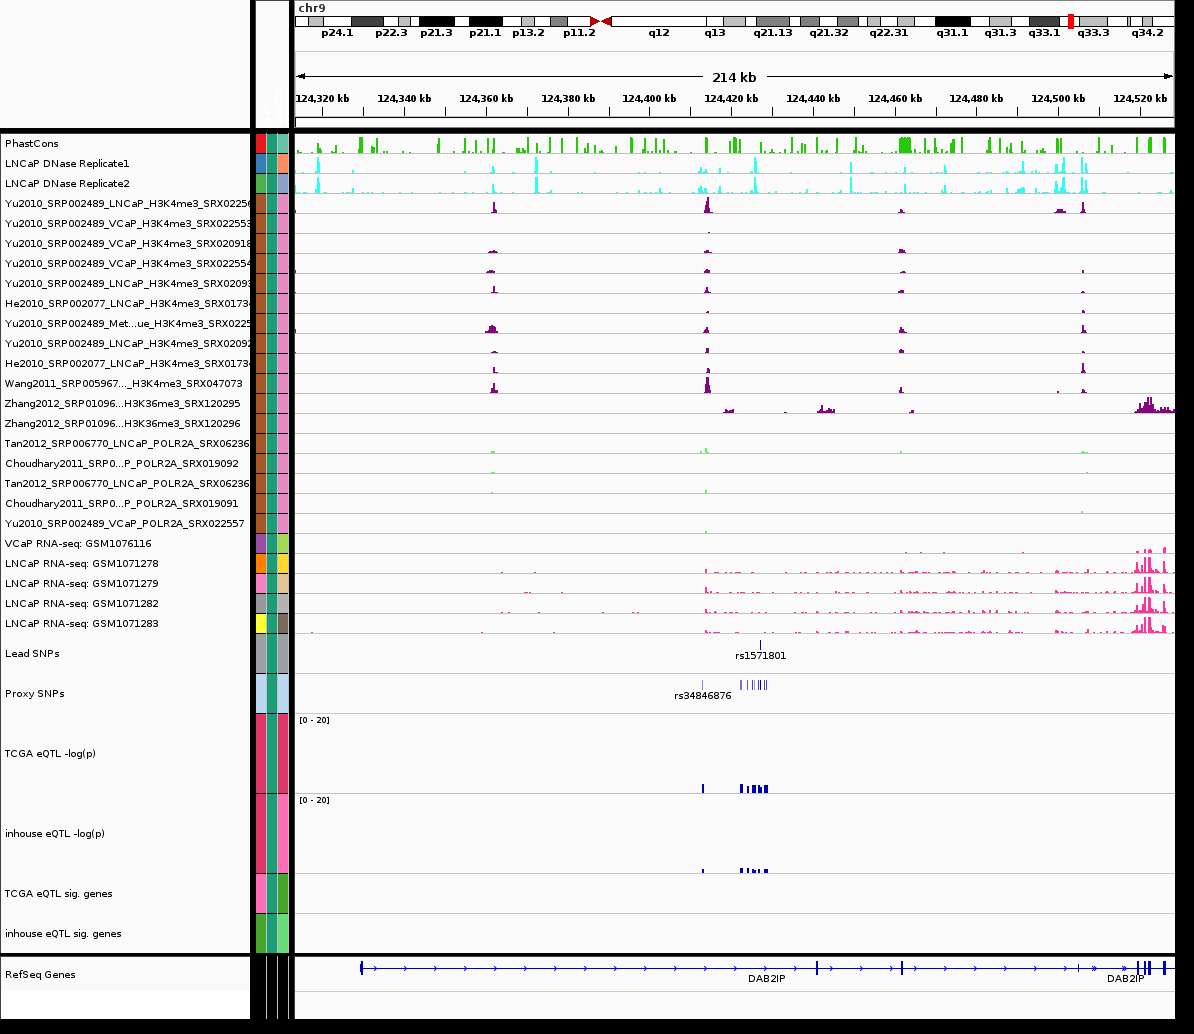 chr9
p24.1 p22.3 p21.3 p21.1 p13.2 p11.2 q12 q13 q21.13 q21.32 q22.31 q31.1 q31.3 q33.1 q33.3 q34.2
214 kb
124,320 kb 124,340 kb 124,360 kb 124,380 kb 124,400 kb 124,420 kb 124,440 kb 124,460 kb 124,480 kb 124,500 kb 124,520 kb
PhastCons
LNCaP DNase Replicate1
LNCaP DNase Replicate2
Yu2010_SRP002489_LNCaP_H3K4me3_SRX0225
Yu2010_SRP002489_VCaP_H3K4me3_SRX022553
Yu2010_SRP002489_VCaP_H3K4me3_SRX020918
Yu2010_SRP002489_VCaP_H3K4me3_SRX022554
Yu2010_SRP002489_LNCaP_H3K4me3_SRX0209
He2010_SRP002077_LNCaP_H3K4me3_SRX0173
Yu2010_SRP002489_Met...ue_H3K4me3_SRX0225
Yu2010_SRP002489_LNCaP_H3K4me3_SRX0209
He2010_SRP002077_LNCaP_H3K4me3_SRX0173
Wang2011_SRP005967..._H3K4me3_SRX047073
Zhang2012_SRP01096...H3K36me3_SRX120295
Zhang2012_SRP01096...H3K36me3_SRX120296
Tan2012_SRP006770_LNCaP_POLR2A_SRX06236
Choudhary2011_SRP0...P_POLR2A_SRX019092
Tan2012_SRP006770_LNCaP_POLR2A_SRX06236
Choudhary2011_SRP0...P_POLR2A_SRX019091
Yu2010_SRP002489_VCaP_POLR2A_SRX022557
VCaP RNA-seq: GSM1076116
LNCaP RNA-seq: GSM1071278
LNCaP RNA-seq: GSM1071279
LNCaP RNA-seq: GSM1071282
LNCaP RNA-seq: GSM1071283
Lead SNPs
rs1571801
Proxy SNPs
rs34846876
[0 - 20]
TCGA eQTL -log(p)
[0 - 20]
inhouse eQTL -log(p)
TCGA eQTL sig. genes
inhouse eQTL sig. genes
RefSeq Genes
DAB2IP DAB2IP